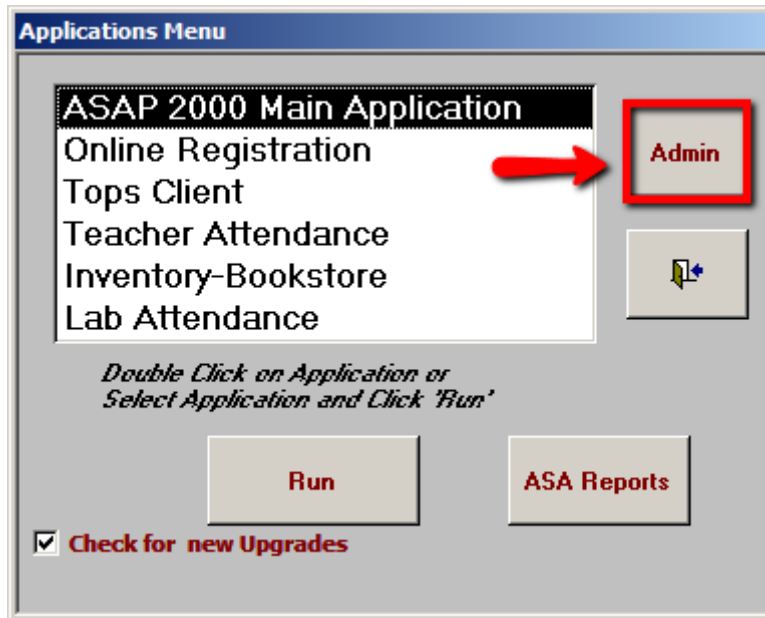 Applications Menu
ASAP 2000 Main Application
Online Registration
Tops Client
Teacher Attendance
Inventory-Bookstore
Lab Attendance
Admin
Double Click on Application or
Select Application and Click 'Run'
Run
ASA Reports
Check for new Upgrades